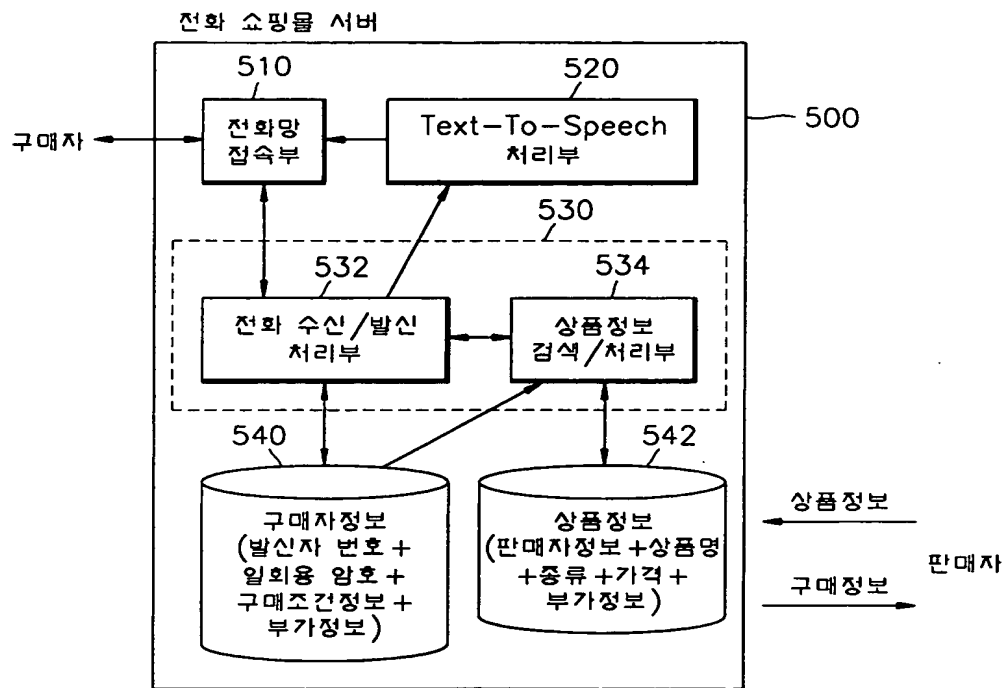 전화 쇼핑몰 서버
510
520
500
구매자
전화망
접속부
Text-To-Speech
처리부
530
532
534
전화 수신/발신
처리부
상품정보
검색/처리부
540
542
구매자정보
(발신자 번호+
일회용 암호+
구매조건정보+
부가정보)
상품정보
(판매자정보+상품명
+종류+가격+
부가정보)
상품정보
판매자
구매정보